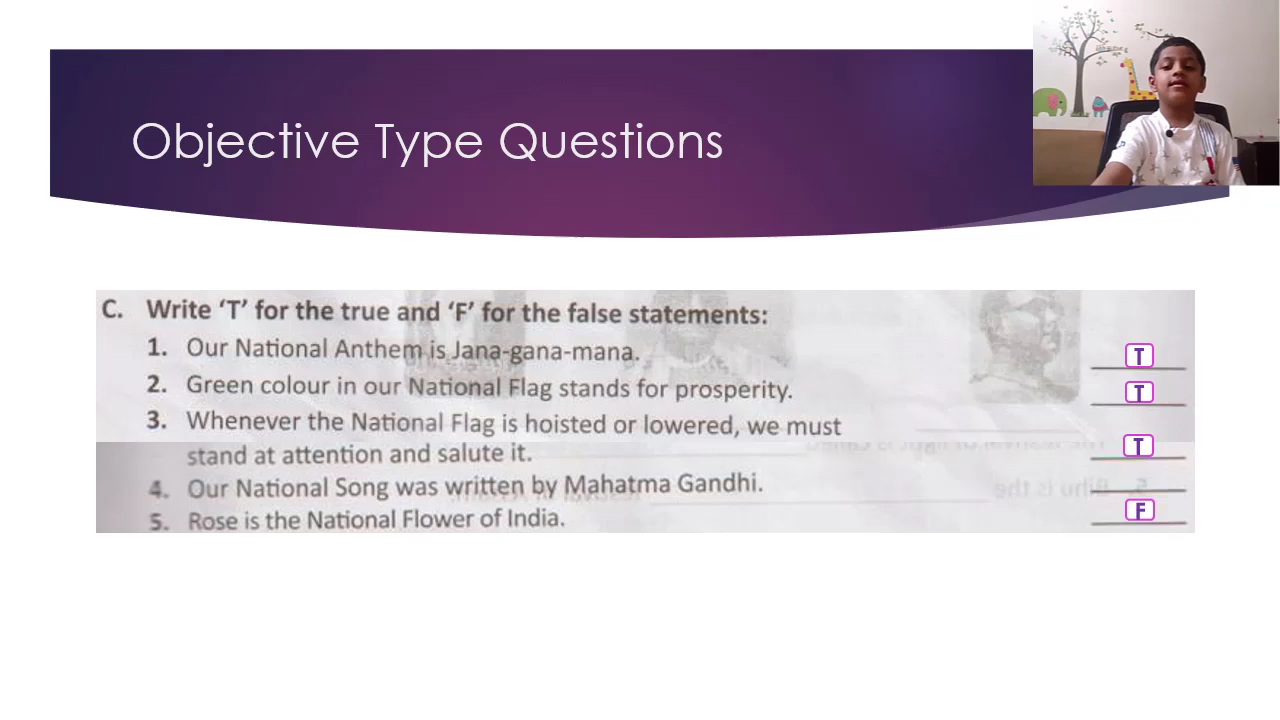 Objective Type Questions
C. Write ‘T’ for the true and ‘F’ for the false statements:
1. Our National Anthem is Jana-gana-mana. T
2. Green colour in our National Flag stands for prosperity. T
3. Whenever the National Flag is hoisted or lowered, we must
stand at attention and salute it. T
4. Our National Song was written by Mahatma Gandhi.
5. Rose is the National Flower of India. F